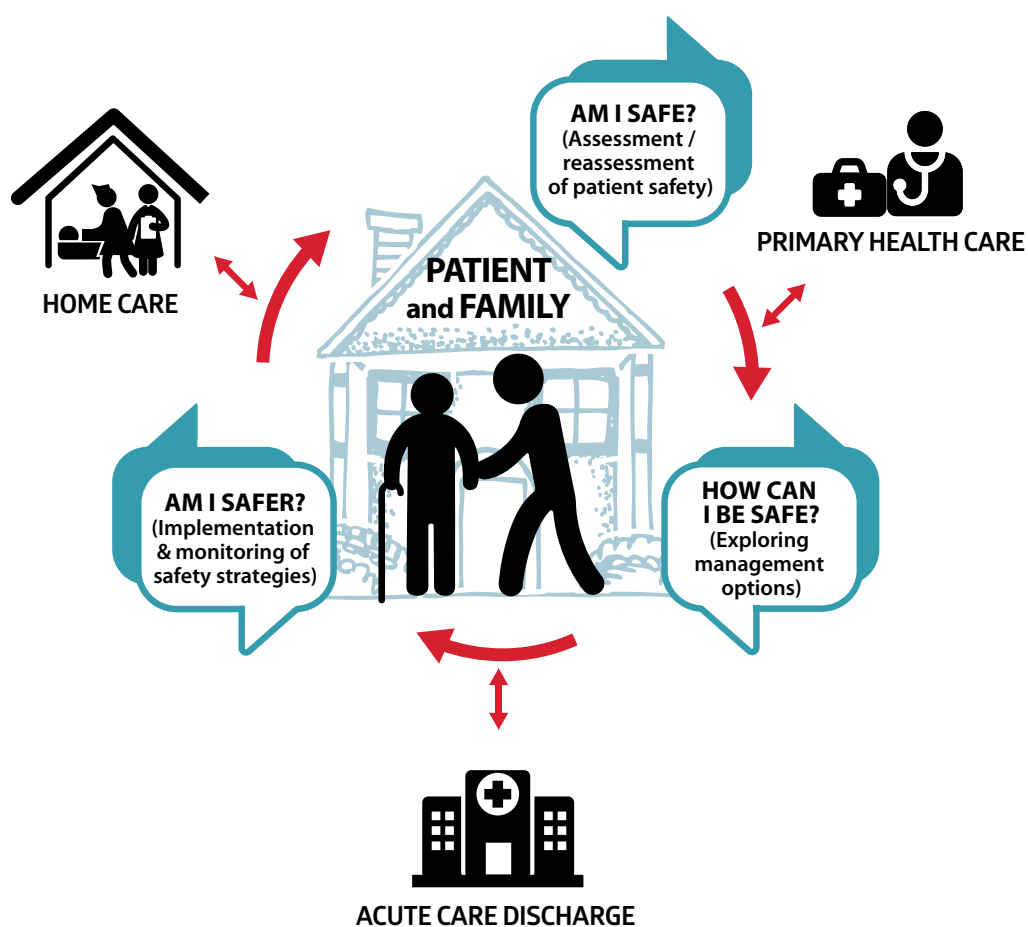 AM I SAFE?
(Assessment /
reassessment
of patient safety)
PRIMARY HEALTH CARE
HOME CARE
PATIENT
and FAMILY
AM I SAFER?
(Implementation
& monitoring of
safety strategies)
HOW CAN
I BE SAFE?
(Exploring
management
options)
ACUTE CARE DISCHARGE